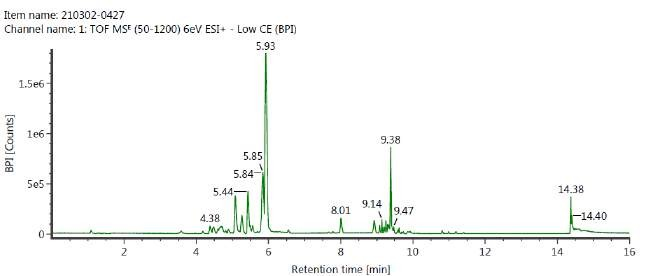 Item name: 210302-0427
Channel name: 1: TOF MSᴱ (50-1200) 6eV ESI+ - Low CE (BPI)
5.93
1.5e6
BPI [Counts]
1e6
9.38
5.85
5.84
5e5
5.44
14.38
9.14
4.38
8.01
9.47
14.40
0
2
4
6
8
10
12
14
16
Retention time [min]